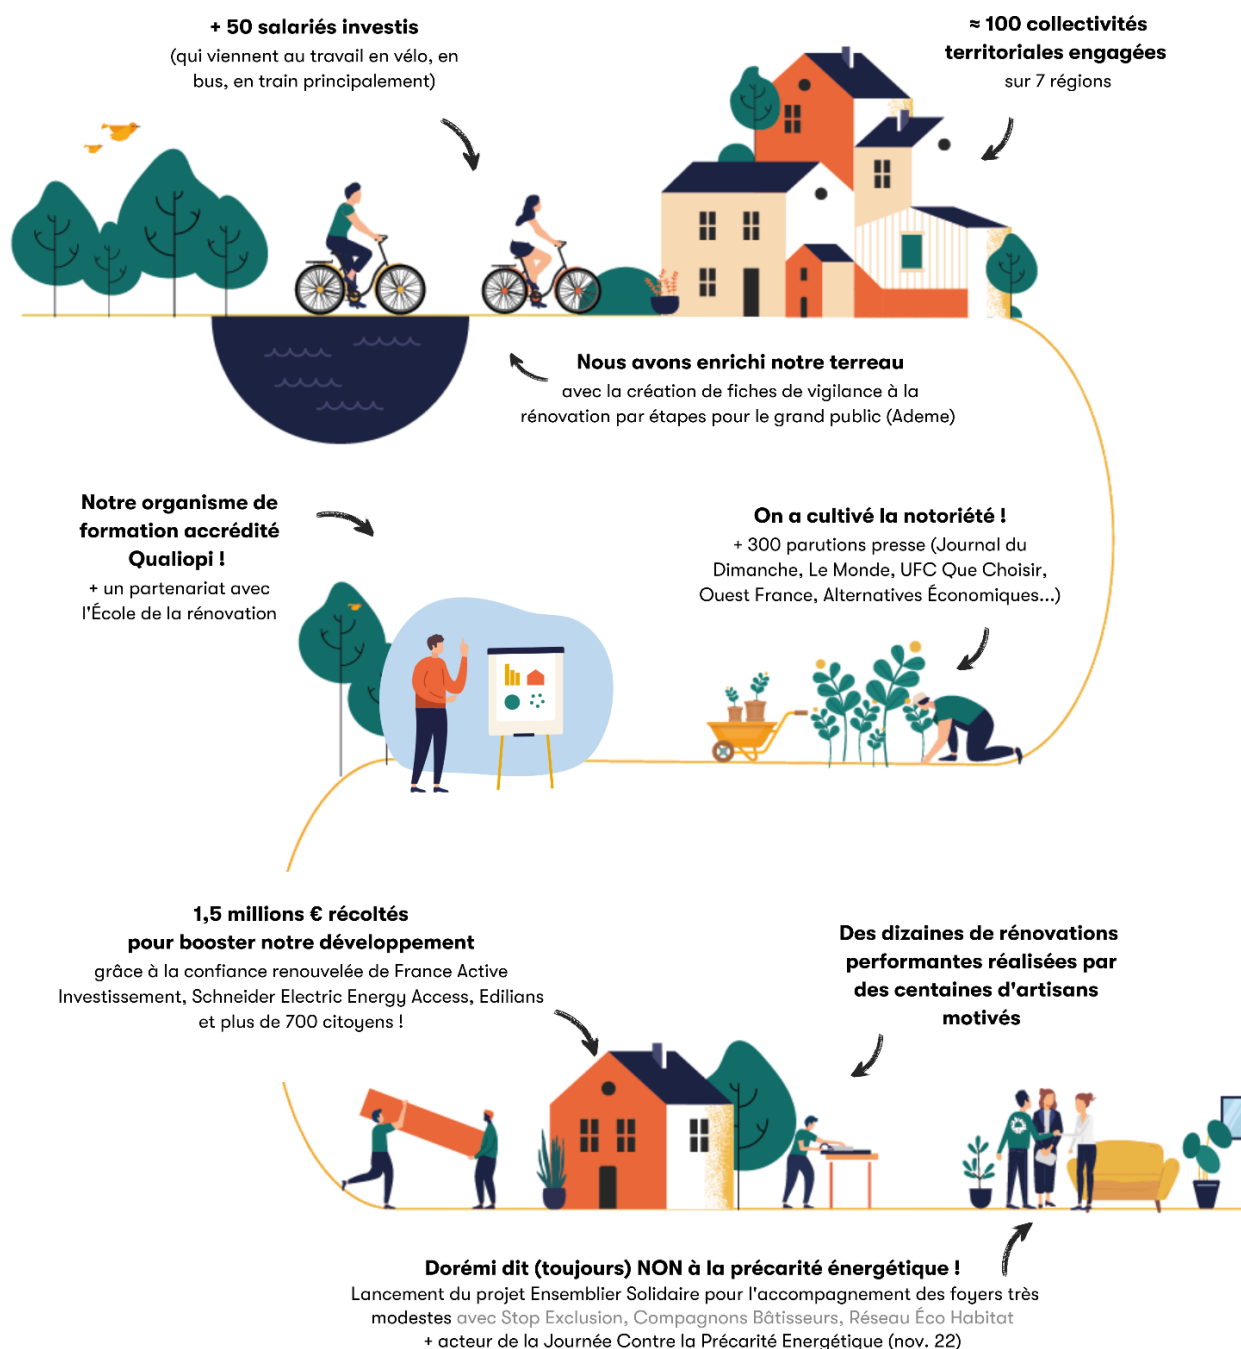 + 50 salariés investis
(qui viennent au travail en vélo, en
bus, en train principalement)
≈ 100 collectivités
territoriales engagées
sur 7 régions
Nous avons enrichi notre terreau
avec la création de fiches de vigilance à la
rénovation par étapes pour le grand public (Ademe)
Notre organisme de
formation accrédité
Qualiopi !
+ un partenariat avec
l'École de la rénovation
On a cultivé la notoriété !
+ 300 parutions presse (Journal du
Dimanche, Le Monde, UFC Que Choisir,
Ouest France, Alternatives Économiques...)
1,5 millions € récoltés
pour booster notre développement
grâce à la confiance renouvelée de France Active
Investissement, Schneider Electric Energy Access, Edilians
et plus de 700 citoyens !
Des dizaines de rénovations
performantes réalisées par
des centaines d'artisans
motivés
Dorémi dit (toujours) NON à la précarité énergétique !
Lancement du projet Ensemblier Solidaire pour l'accompagnement des foyers très
modestes avec Stop Exclusion, Compagnons Bâtisseurs, Réseau Éco Habitat
+ acteur de la Journée Contre la Précarité Energétique (nov. 22)